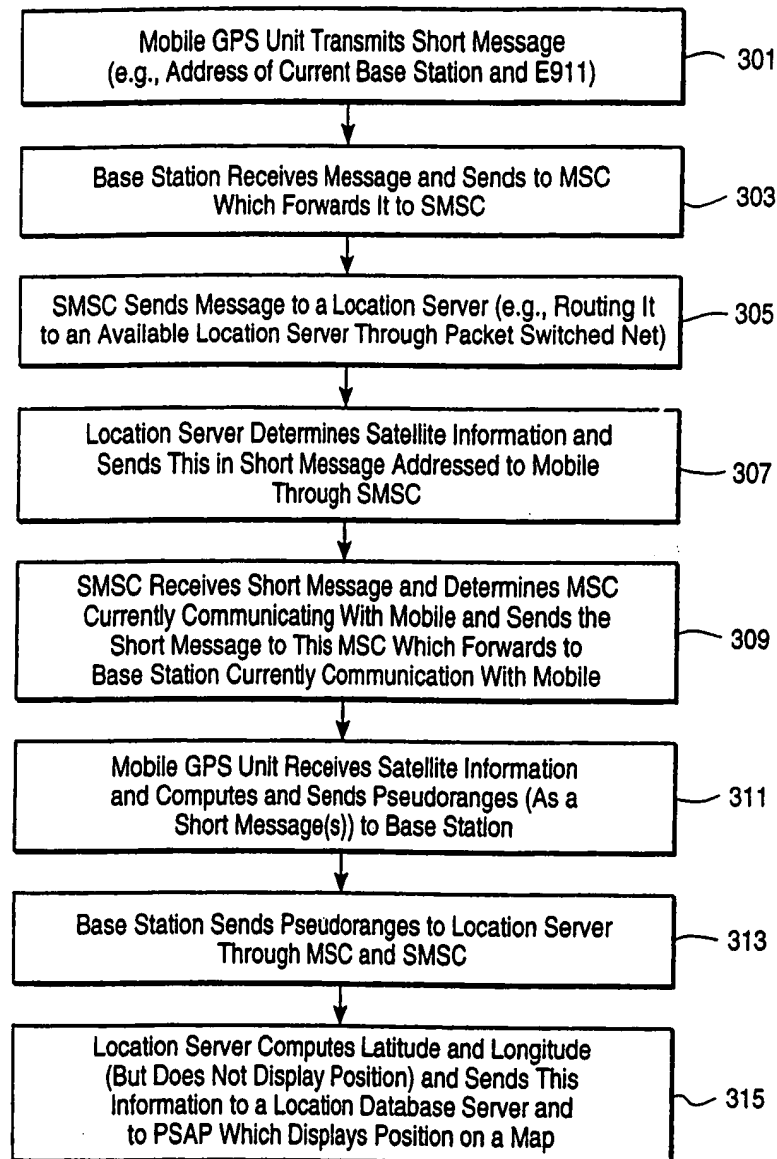 Mobile GPS Unit Transmits Short Message
(e.g., Address of Current Base Station and E911)
301
Base Station Receives Message and Sends to MSC
Which Forwards It to SMSC
303
SMSC Sends Message to a Location Server (e.g., Routing It
to an Available Location Server Through Packet Switched Net)
305
Location Server Determines Satellite Information and
Sends This in Short Message Addressed to Mobile
Through SMSC
307
SMSC Receives Short Message and Determines MSC
Currently Communicating With Mobile and Sends the
Short Message to This MSC Which Forwards to
Base Station Currently Communication With Mobile
309
Mobile GPS Unit Receives Satellite Information
and Computes and Sends Pseudoranges (As a
Short Message(s)) to Base Station
311
Base Station Sends Pseudoranges to Location Server
Through MSC and SMSC
313
Location Server Computes Latitude and Longitude
(But Does Not Display Position) and Sends This
Information to a Location Database Server and
to PSAP Which Displays Position on a Map
315